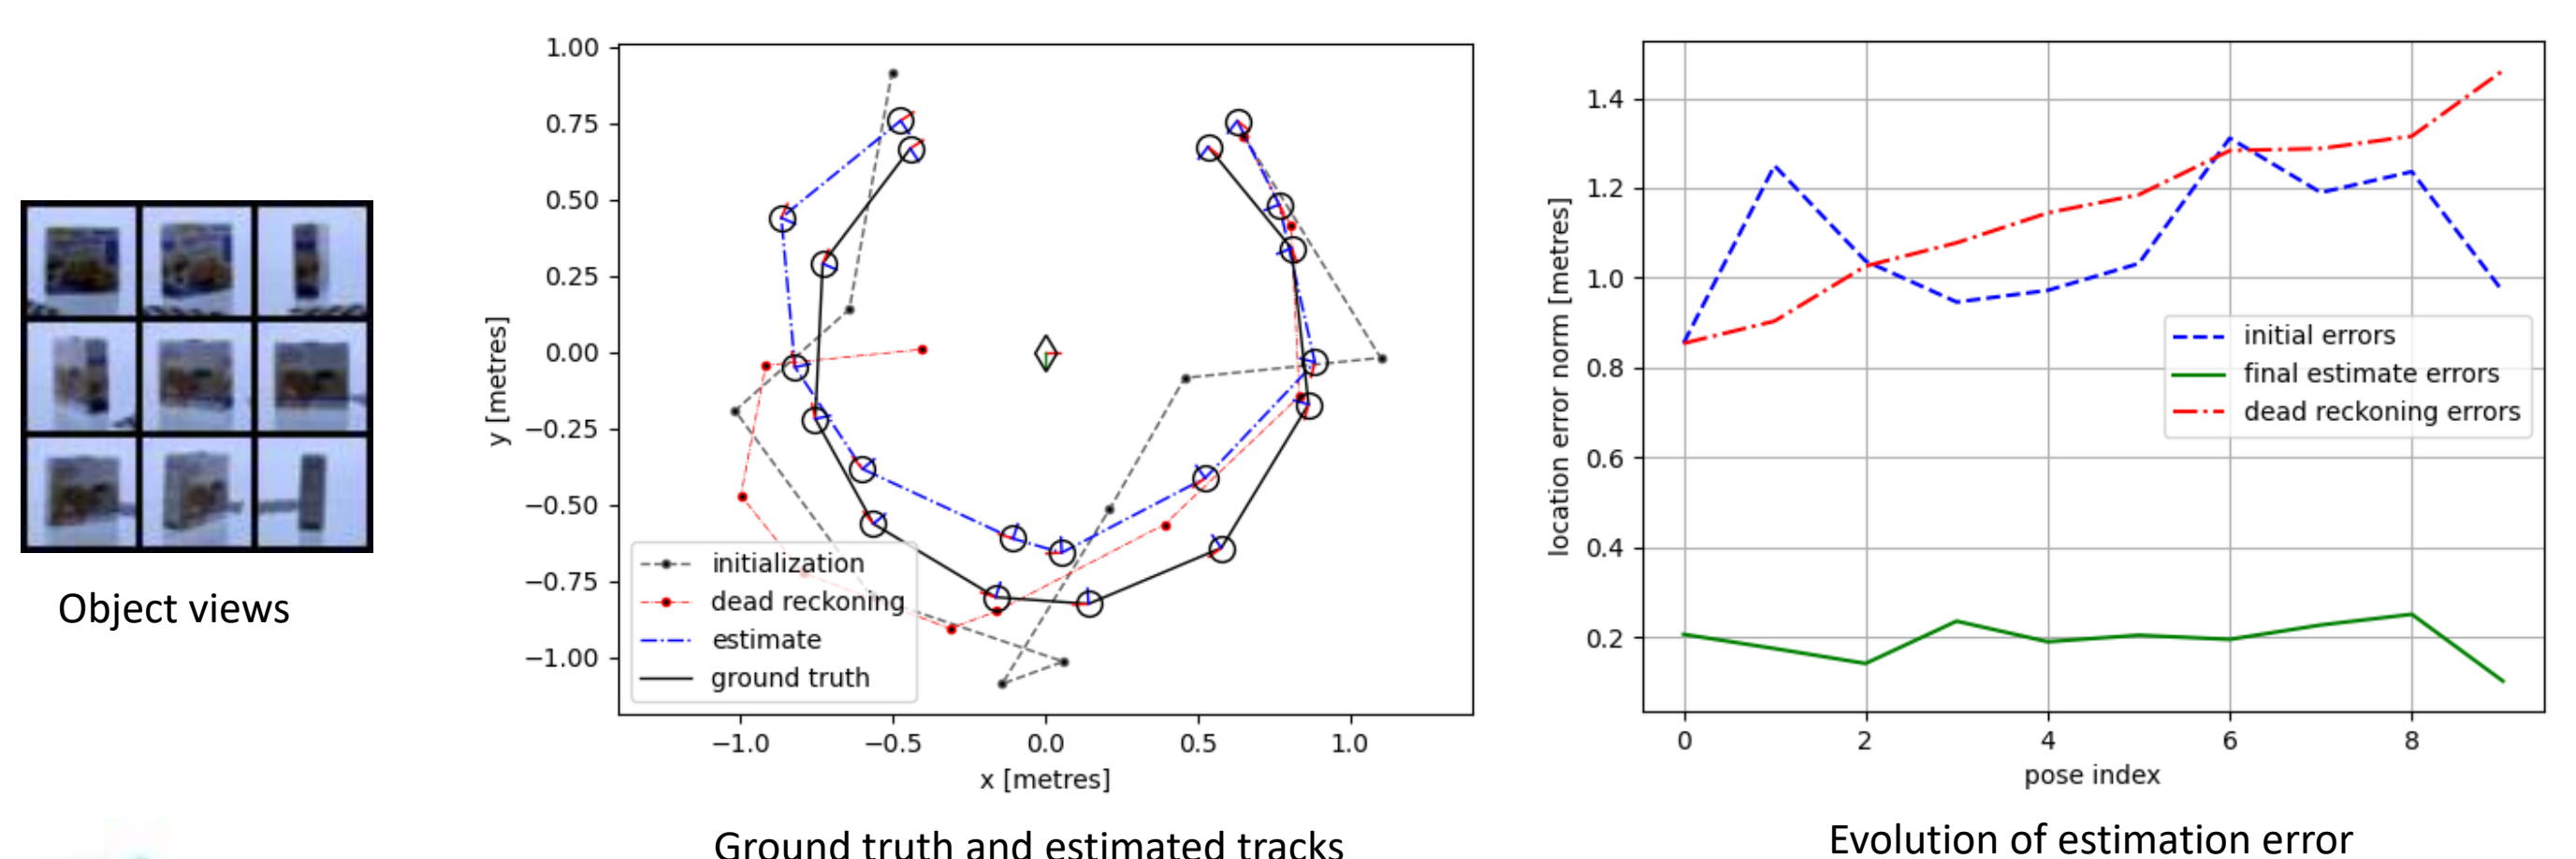 Object views
1.00
0.75
0.50
0.25
0.00
−0.25
−0.50
−0.75
−1.00
y [metres]
initialization
dead reckoning
estimate
ground truth
−1.0 −0.5 0.0 0.5 1.0
x [metres]
Ground truth and estimated tracks
1.4
1.2
1.0
0.8
0.6
0.4
0.2
location error norm [metres]
initial errors
final estimate errors
dead reckoning errors
0 2 4 6 8
pose index
Evolution of estimation error